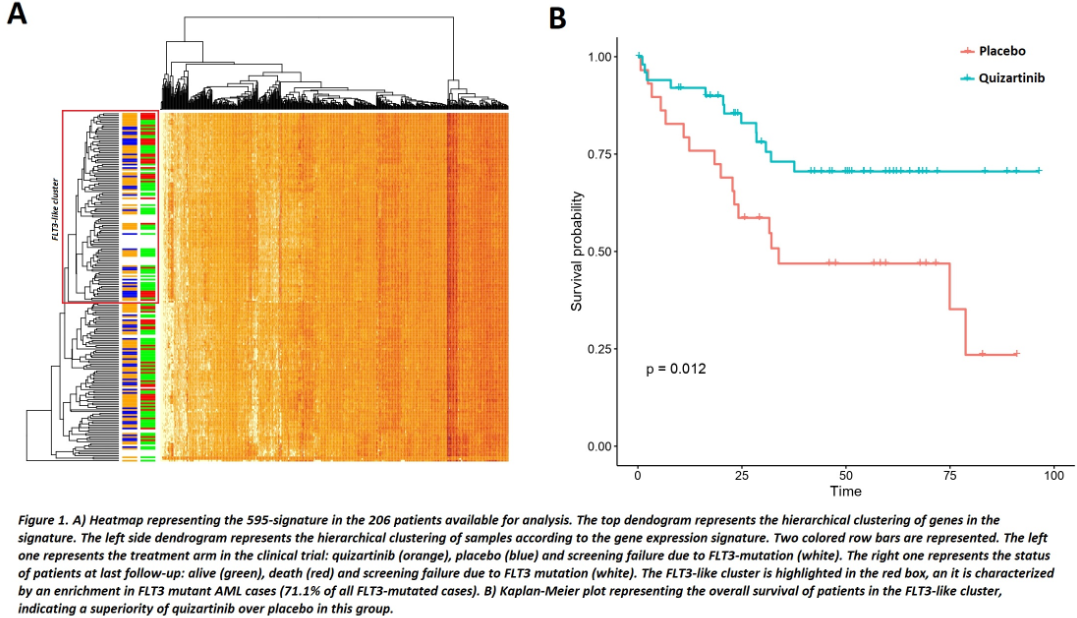 A
FLT3-like cluster
B
Placebo
Quizartinib
1.00
0.75
0.50
0.25
0.00
Survival probability
p = 0.012
0
25
50
75
100
Time
Figure 1. A) Heatmap representing the 595-signature in the 206 patients available for analysis. The top dendogram represents the hierarchical clustering of genes in the
signature. The left side dendrogram represents the hierarchical clustering of samples according to the gene expression signature. Two colored row bars are represented. The left
one represents the treatment arm in the clinical trial: quizartinib (orange), placebo (blue) and screening failure due to FLT3-mutation (white). The right one represents the status
of patients at last follow-up: alive (green), death (red) and screening failure due to FLT3 mutation (white). The FLT3-like cluster is highlighted in the red box, an it is characterized
by an enrichment in FLT3 mutant AML cases (71.1% of all FLT3-mutated cases). B) Kaplan-Meier plot representing the overall survival of patients in the FLT3-like cluster,
indicating a superiority of quizartinib over placebo in this group.